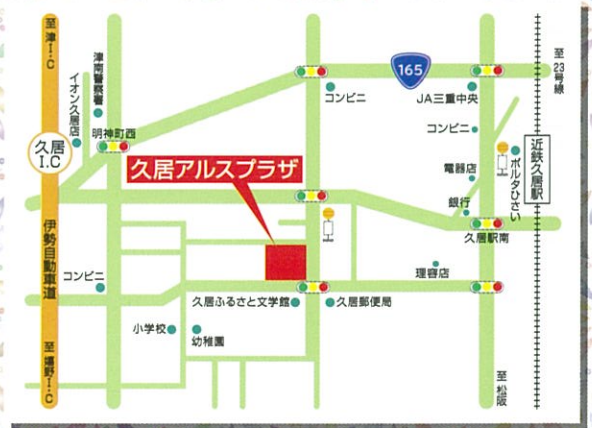 至 津I・C
津南警察署
イオン久居店
明神町西
久居
I.C
165
至 23号線
コンビニ
JA三重中央
コンビニ
ポルタひさい
近鉄久居駅
電器店
銀行
久居駅南
久居アルスプラザ
伊勢自動車道
コンビニ
理容店
久居ふるさと文学館
久居郵便局
小学校
幼稚園
至 嬉野I・C
至 松阪